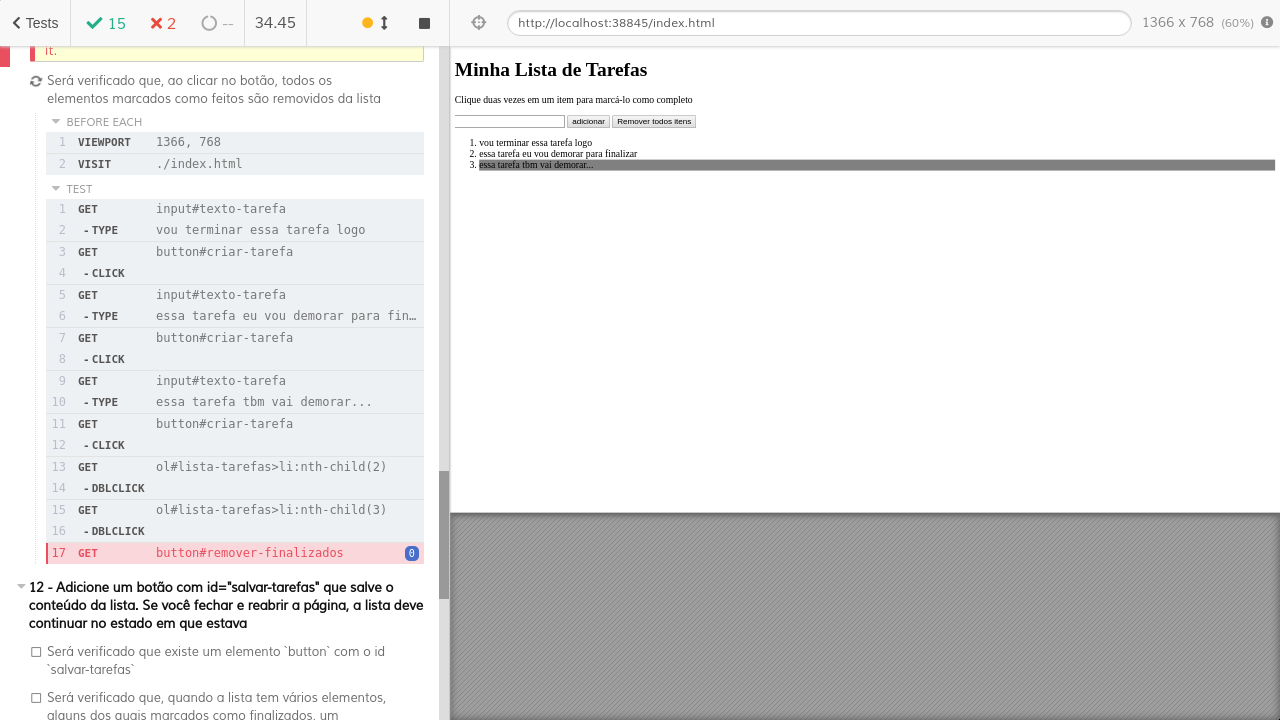 Tests 15 2 -- 34.45
http://localhost:38845/index.html 1366 x 768 (60%)
it.
Será verificado que, ao clicar no botão, todos os
elementos marcados como feitos são removidos da lista
BEFORE EACH
1 VIEWPORT 1366, 768
2 VISIT ./index.html
TEST
1 GET input#texto-tarefa
2 -TYPE vou terminar essa tarefa logo
3 GET button#criar-tarefa
4 -CLICK
5 GET input#texto-tarefa
6 -TYPE essa tarefa eu vou demorar para fin…
7 GET button#criar-tarefa
8 -CLICK
9 GET input#texto-tarefa
10 -TYPE essa tarefa tbm vai demorar...
11 GET button#criar-tarefa
12 -CLICK
13 GET ol#lista-tarefas>li:nth-child(2)
14 -DBLCLICK
15 GET ol#lista-tarefas>li:nth-child(3)
16 -DBLCLICK
17 GET button#remover-finalizados 0
12 - Adicione um botão com id="salvar-tarefas" que salve o
conteúdo da lista. Se você fechar e reabrir a página, a lista deve
continuar no estado em que estava
Será verificado que existe um elemento `button` com o id
`salvar-tarefas`
Será verificado que, quando a lista tem vários elementos,
alguns dos quais marcados como finalizados, um
Minha Lista de Tarefas
Clique duas vezes em um item para marcá-lo como completo
adicionar Remover todos itens
1. vou terminar essa tarefa logo
2. essa tarefa eu vou demorar para finalizar
3. essa tarefa tbm vai demorar...